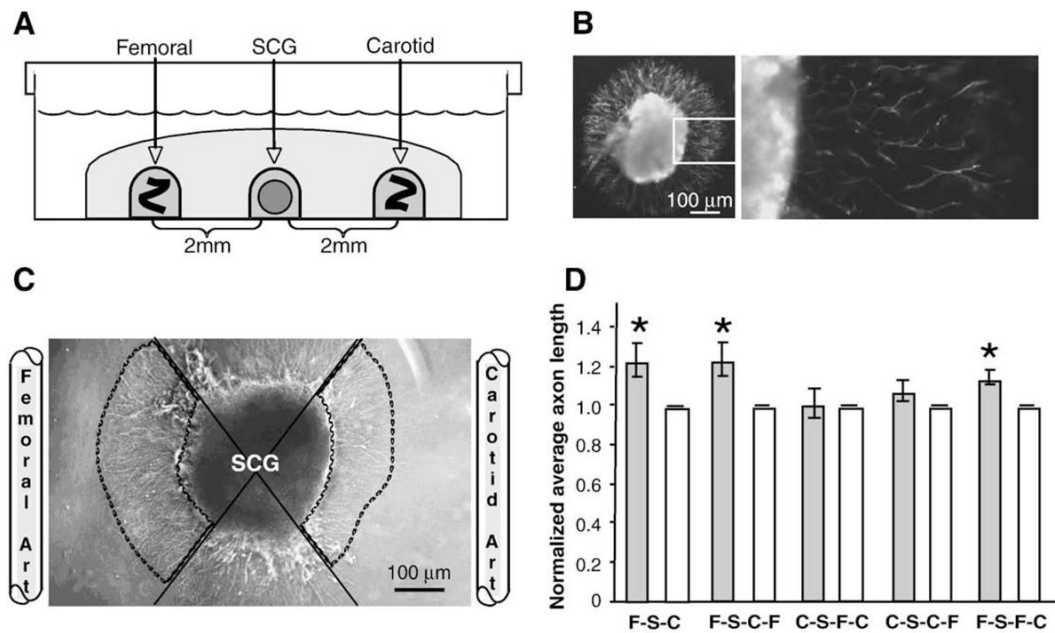 A
Femoral SCG Carotid
2mm 2mm
B
100 μm
C
Femoral Art
SCG
100 μm
Carotid Art
D
Normalized average axon length
1.4
1.2
1.0
0.8
0.6
0.4
0.2
0
* * *
F-S-C F-S-C-F C-S-F-C C-S-C-F F-S-F-C